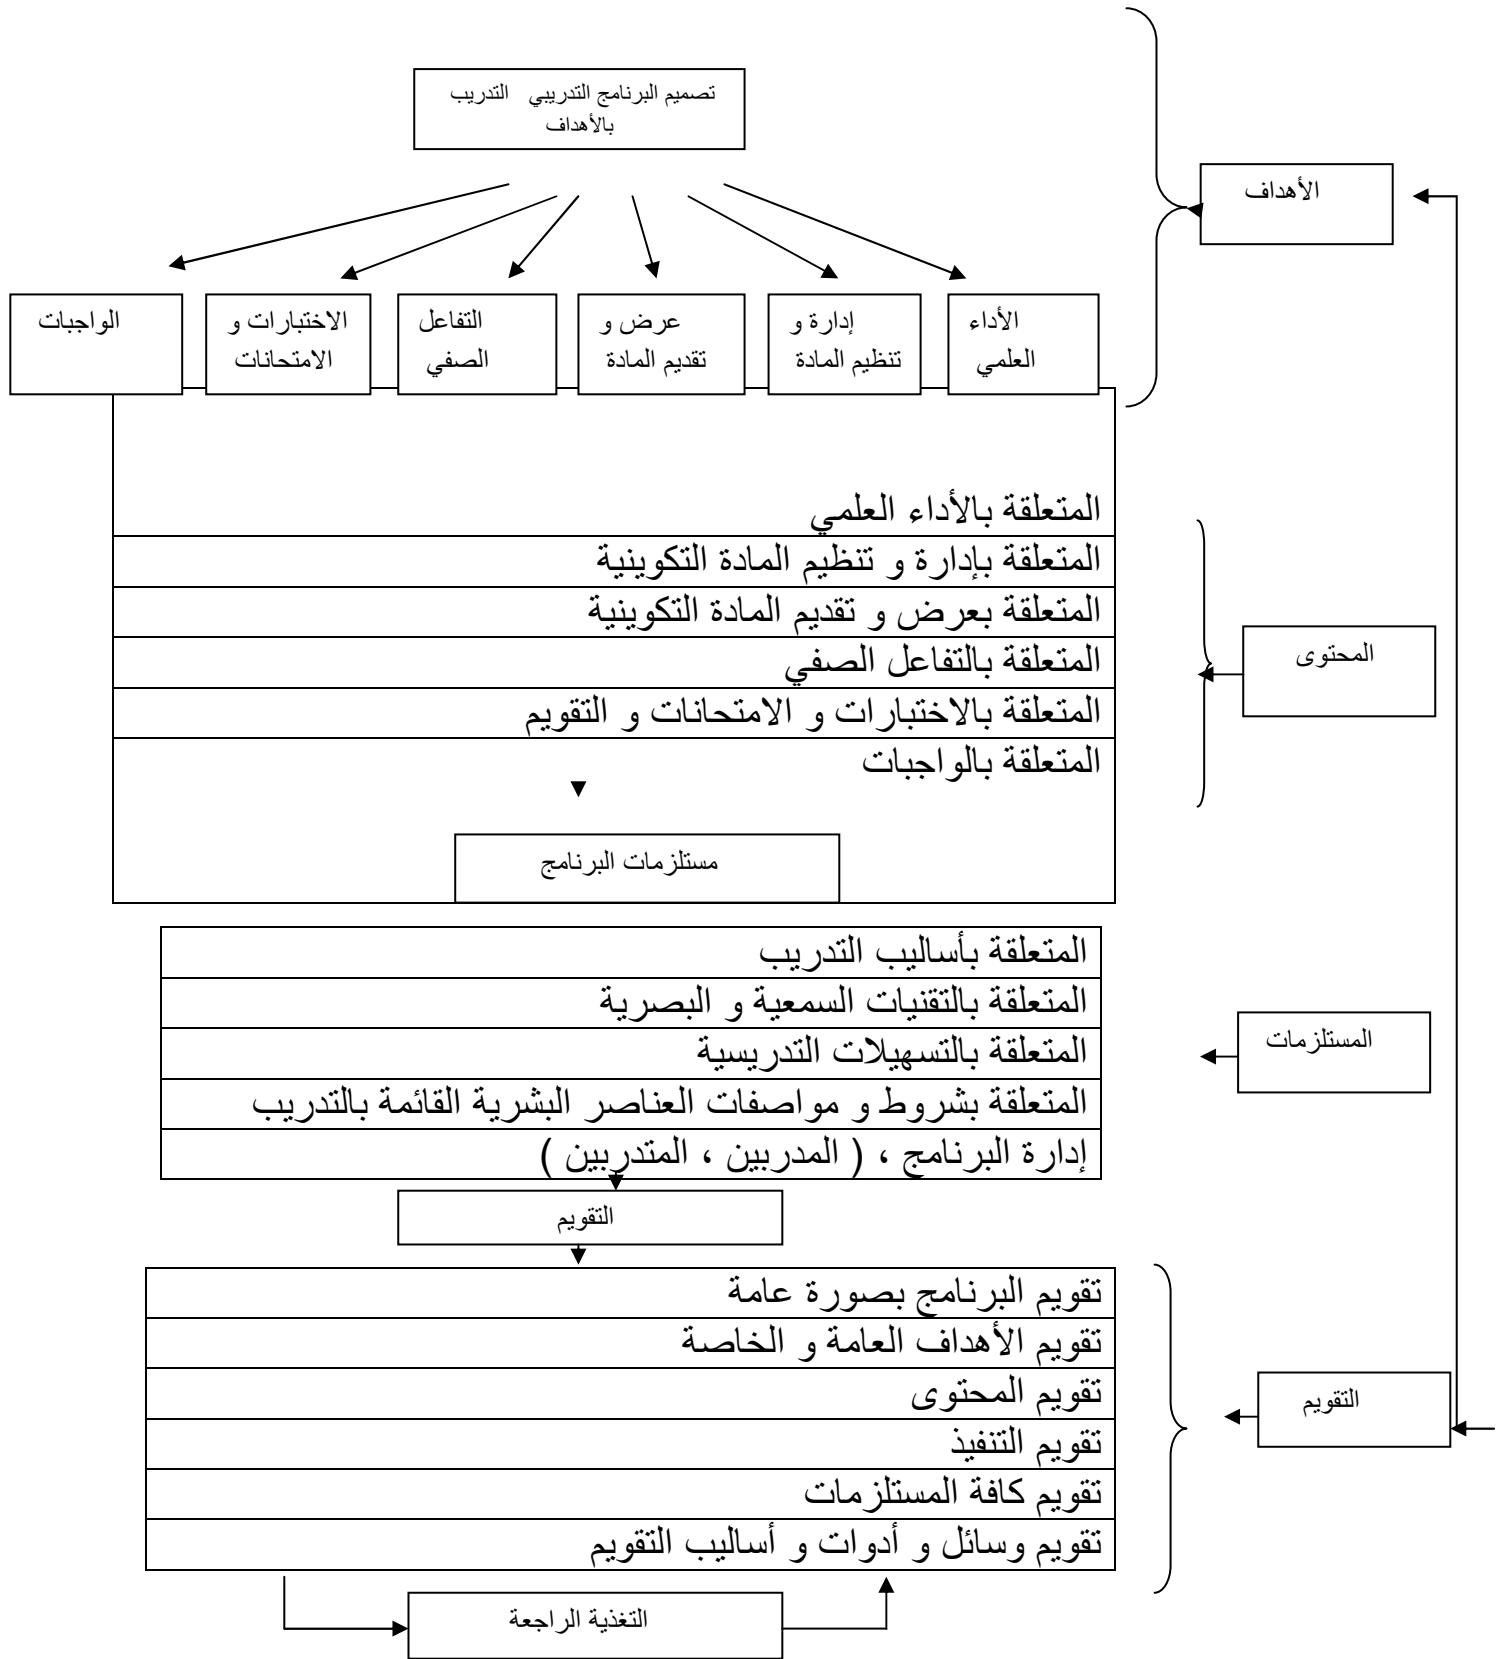 تصميم البرنامج التدريبي التدريب
بالأهداف
الأهداف
الأداء
العلمي
إدارة و
تنظيم المادة
عرض و
تقديم المادة
التفاعل
الصفي
الاختبارات و
الامتحانات
الواجبات
المتعلقة بالأداء العلمي
المتعلقة بإدارة و تنظيم المادة التكوينية
المتعلقة بعرض و تقديم المادة التكوينية
المتعلقة بالتفاعل الصفي
المتعلقة بالاختبارات و الامتحانات و التقويم
المتعلقة بالواجبات
المحتوى
مستلزمات البرنامج
المتعلقة بأساليب التدريب
المتعلقة بالتقنيات السمعية و البصرية
المتعلقة بالتسهيلات التدريسية
المتعلقة بشروط و مواصفات العناصر البشرية القائمة بالتدريب
إدارة البرنامج ، ( المدربين ، المتدربين )
المستلزمات
التقويم
تقويم البرنامج بصورة عامة
تقويم الأهداف العامة و الخاصة
تقويم المحتوى
تقويم التنفيذ
تقويم كافة المستلزمات
تقويم وسائل و أدوات و أساليب التقويم
التقويم
التغذية الراجعة